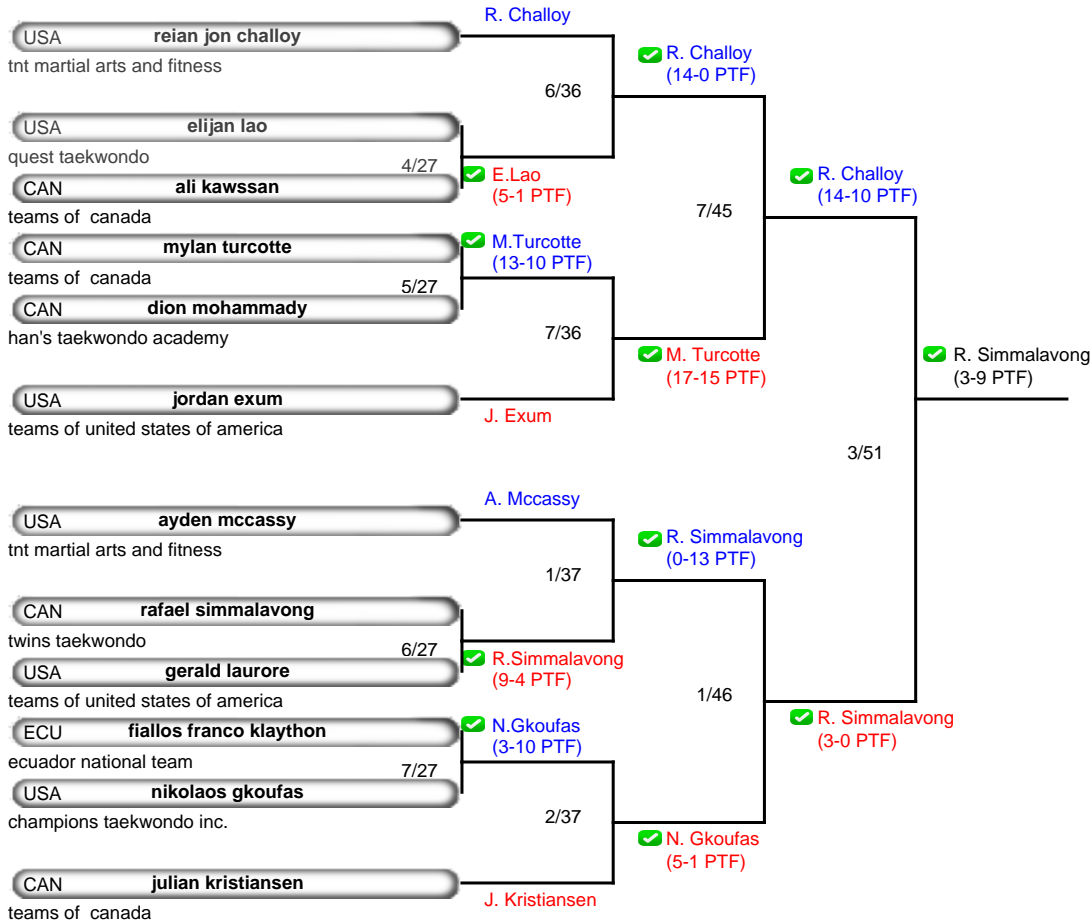 R. Challoy
USA reian jon challoy
tnt martial arts and fitness
6/36
R. Challoy
(14-0 PTF)
USA elijan lao
quest taekwondo
4/27
CAN ali kawssan
teams of canada
E.Lao
(5-1 PTF)
7/45
R. Challoy
(14-10 PTF)
CAN mylan turcotte
teams of canada
M.Turcotte
(13-10 PTF)
5/27
CAN dion mohammady
han's taekwondo academy
7/36
M. Turcotte
(17-15 PTF)
USA jordan exum
teams of united states of america
J. Exum
3/51
R. Simmalavong
(3-9 PTF)
A. Mccassy
USA ayden mccassy
tnt martial arts and fitness
1/37
R. Simmalavong
(0-13 PTF)
CAN rafael simmalavong
twins taekwondo
6/27
USA gerald laurore
teams of united states of america
R.Simmalavong
(9-4 PTF)
1/46
R. Simmalavong
(3-0 PTF)
ECU fiallos franco klaython
ecuador national team
N.Gkoufas
(3-10 PTF)
7/27
USA nikolaos gkoufas
champions taekwondo inc.
2/37
N. Gkoufas
(5-1 PTF)
CAN julian kristiansen
teams of canada
J. Kristiansen